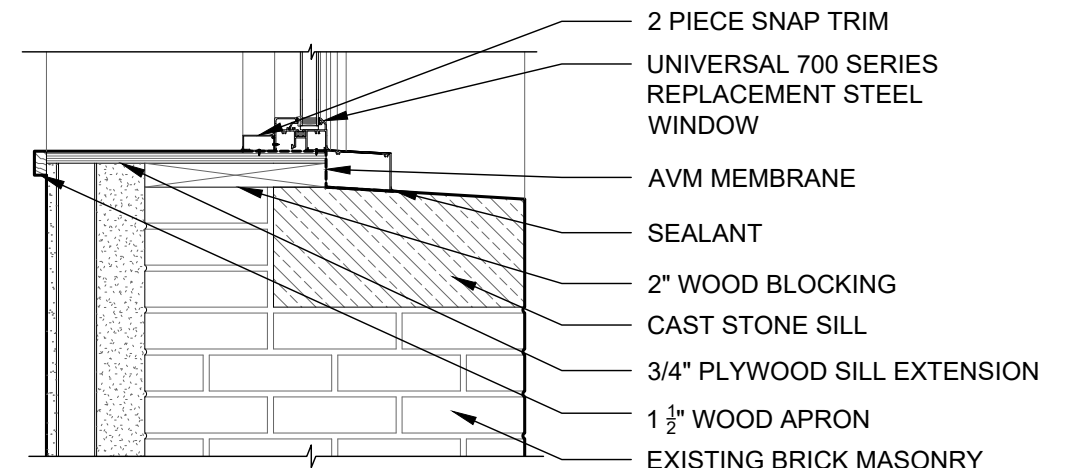 2 PIECE SNAP TRIM
UNIVERSAL 700 SERIES
REPLACEMENT STEEL
WINDOW
AVM MEMBRANE
SEALANT
2" WOOD BLOCKING
CAST STONE SILL
3/4" PLYWOOD SILL EXTENSION
1 1/2" WOOD APRON
EXISTING BRICK MASONRY